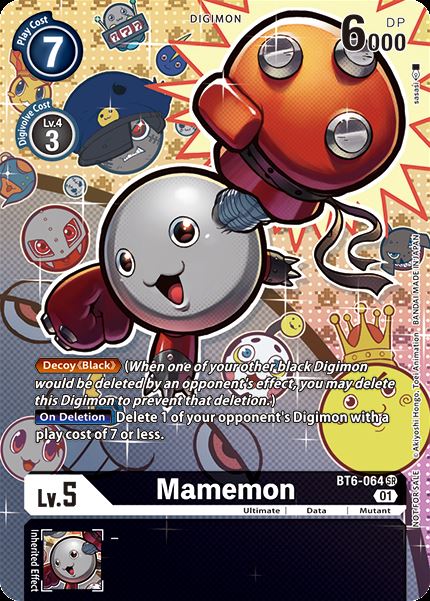 Play Cost
7
Digivolve Cost
Lv.4
3
777
DIGIMON
DP
6000
sasasi
Decoy《Black》 (When one of your other black Digimon
would be deleted by an opponent's effect, you may delete
this Digimon to prevent that deletion.)
On Deletion Delete 1 of your opponent's Digimon with a
play cost of 7 or less.
NOT FOR SALE © Akiyoshi Hongo, Toei Animation BANDAI MADE IN JAPAN
Lv.5
Mamemon
BT6-064 SR
01
Ultimate | Data | Mutant
Inherited Effect
-